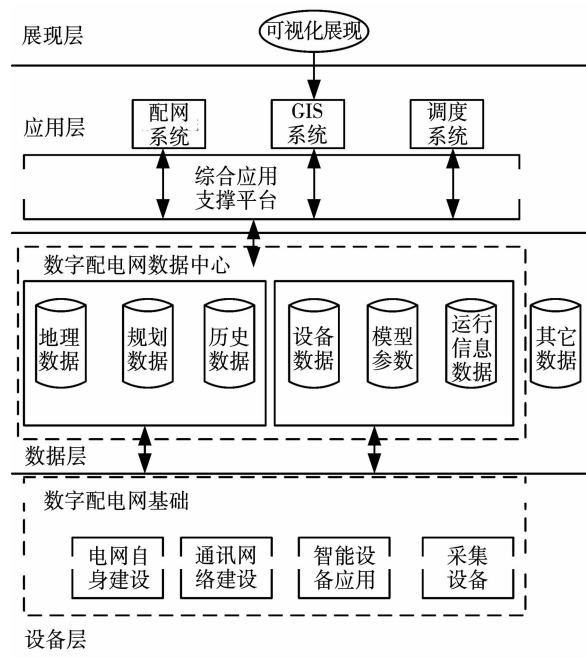 展现层
可视化展现
应用层
配网
系统
GIS
系统
调度
系统
综合应用
支撑平台
数字配电网数据中心
地理
数据
规划
数据
历史
数据
设备
数据
模型
参数
运行
信息
数据
其它
数据
数据层
数字配电网基础
电网自
身建设
通讯网
络建设
智能设
备应用
采集
设备
设备层